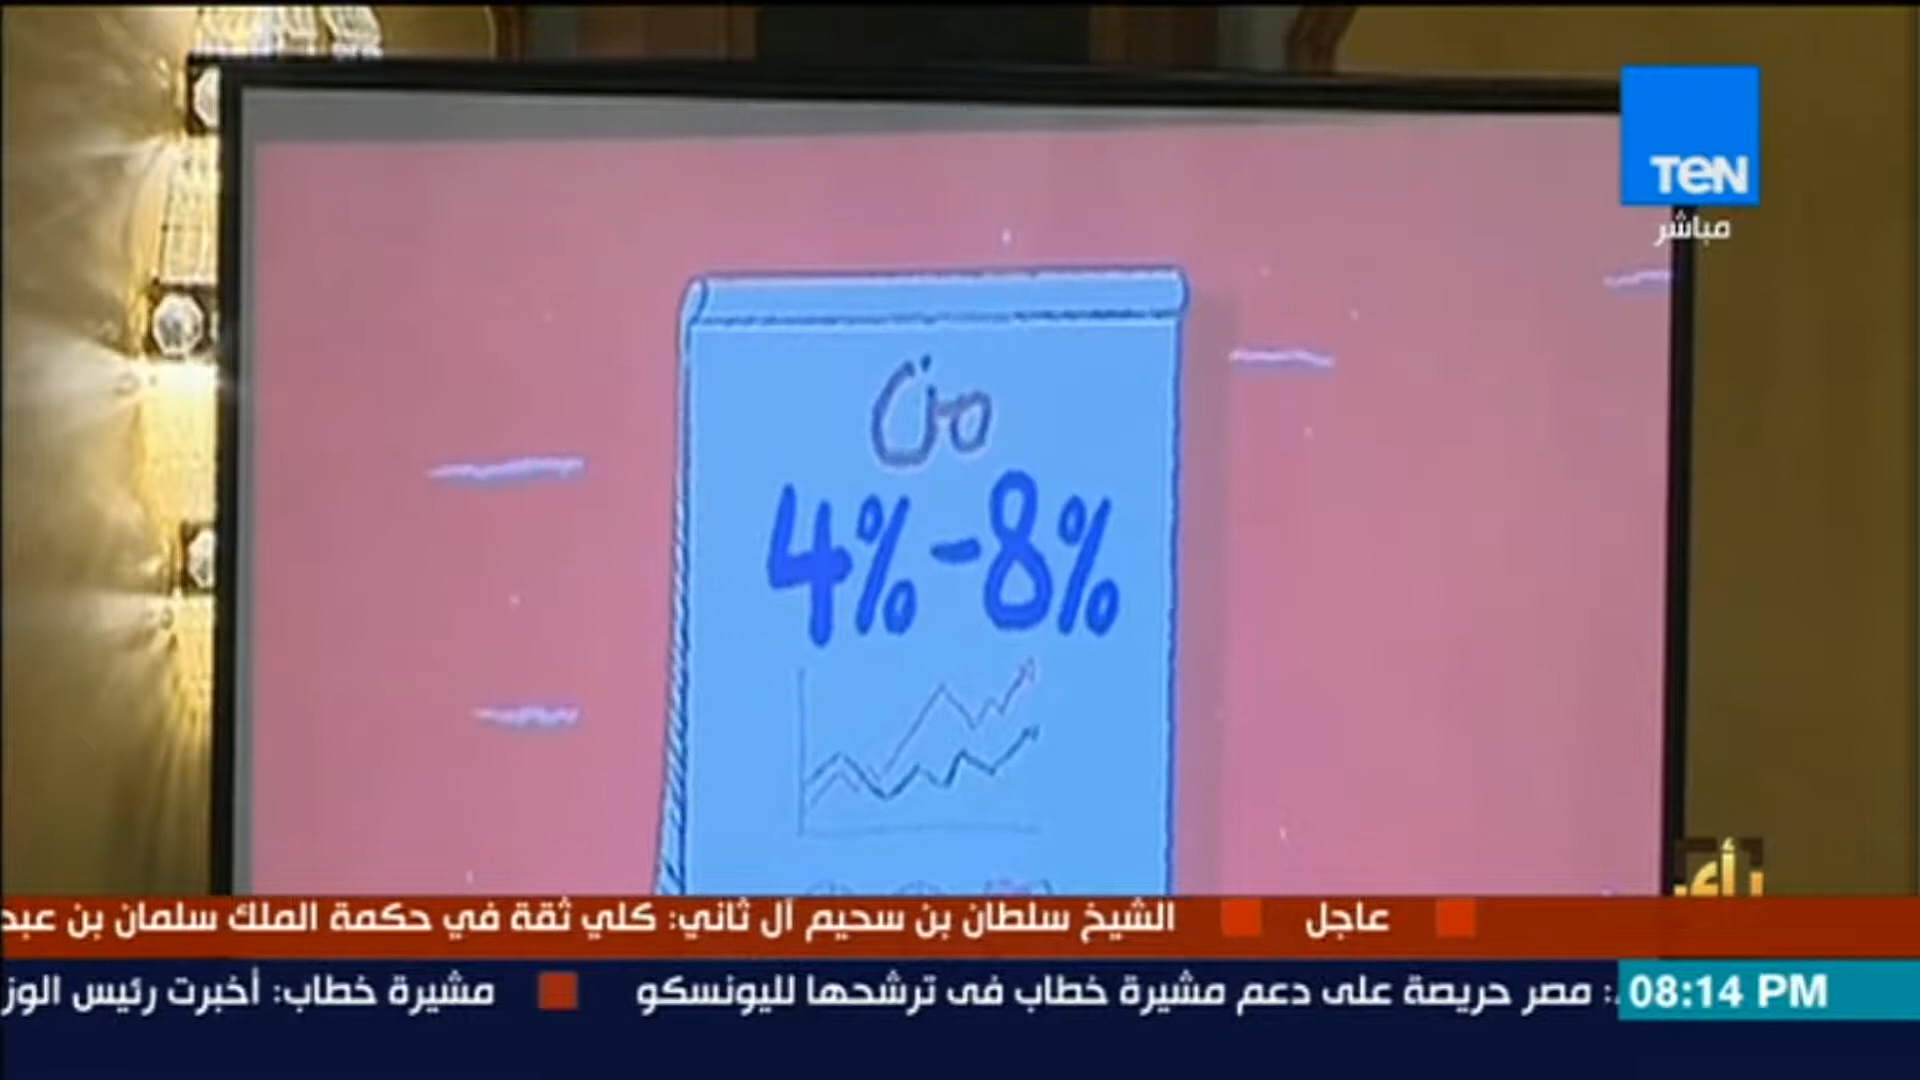 TEN
مباشر
من
4%-8%
رأي
عاجل الشيخ سلطان بن سحيم آل ثاني: كلي ثقة في حكمة الملك سلمان بن عبد
08:14 PM : مصر حريصة على دعم مشيرة خطاب فى ترشحها لليونسكو مشيرة خطاب: أخبرت رئيس الوز